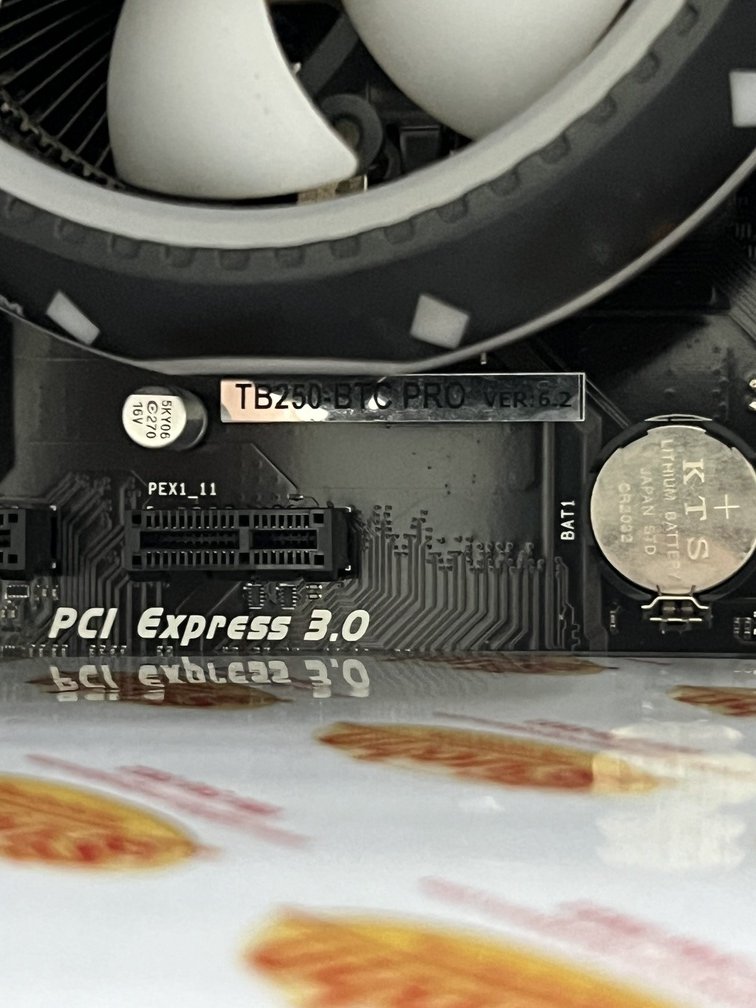 TB250-BTC PRO VER:6.2
5KY06
270
16V
PEX1_11
BAT1
+
KTS
LITHIUM BATTERY
JAPAN STD
CR2032
PCI Express 3.0